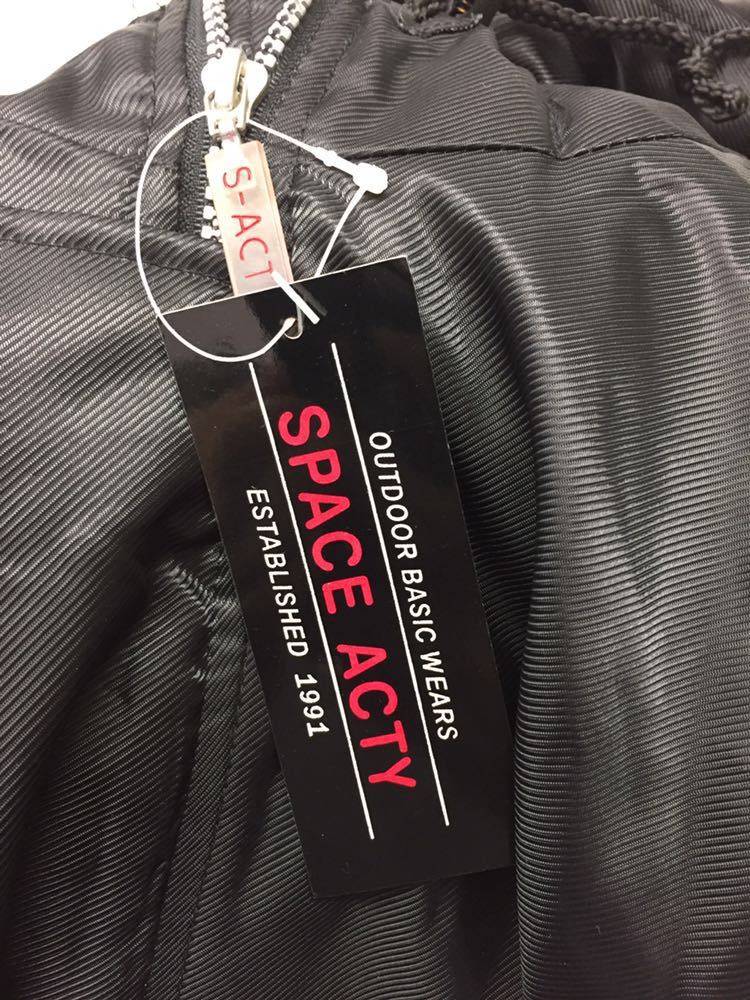 S-ACT
OUTDOOR BASIC WEARS
SPACE ACTY
ESTABLISHED 1991